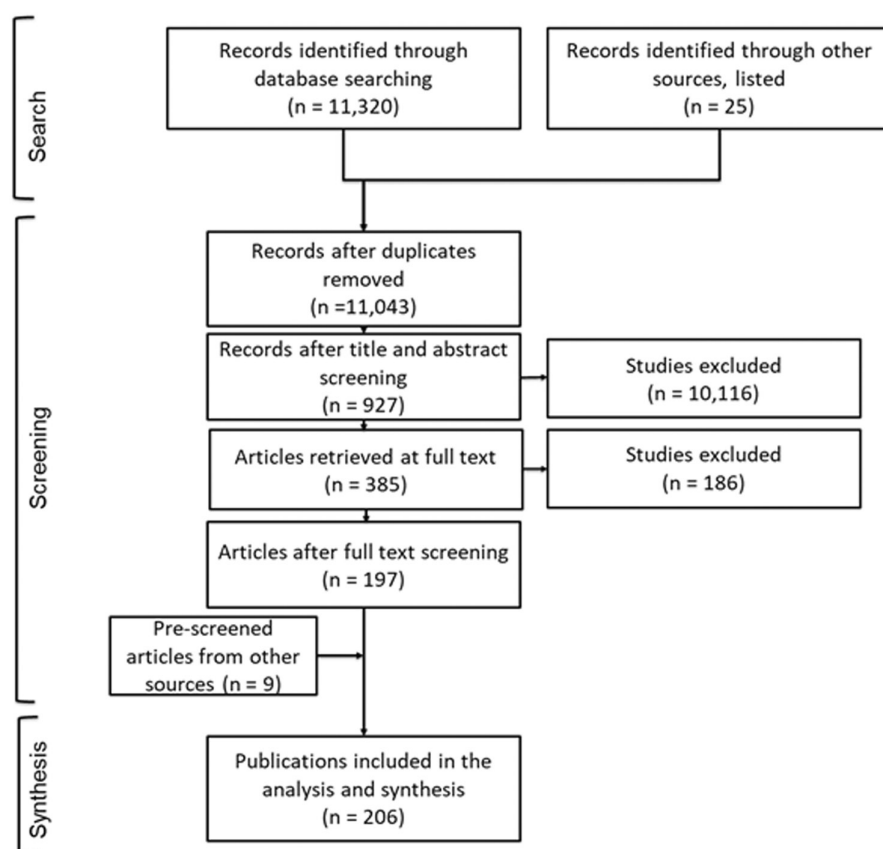 Search
Records identified through
database searching
(n = 11,320)
Records identified through other
sources, listed
(n = 25)
Screening
Records after duplicates
removed
(n =11,043)
Records after title and abstract
screening
(n = 927)
Studies excluded
(n = 10,116)
Articles retrieved at full text
(n = 385)
Studies excluded
(n = 186)
Articles after full text screening
(n = 197)
Pre-screened
articles from other
sources (n = 9)
Synthesis
Publications included in the
analysis and synthesis
(n = 206)